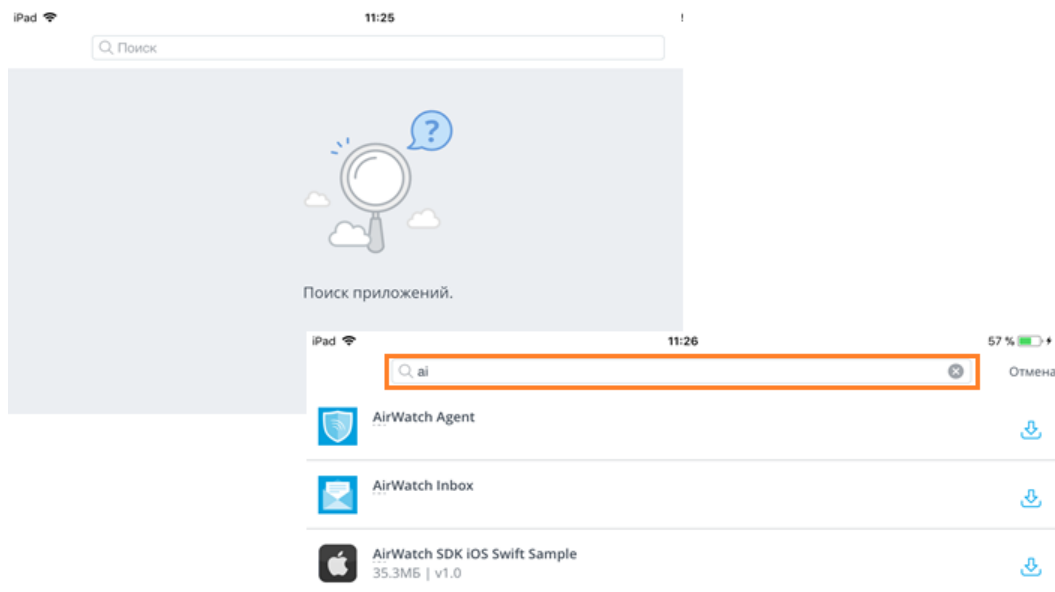 iPad 11:25
Поиск
?
Поиск приложений.
iPad 11:26 57 %
ai Отмена
AirWatch Agent
AirWatch Inbox
AirWatch SDK iOS Swift Sample
35.3МБ | v1.0